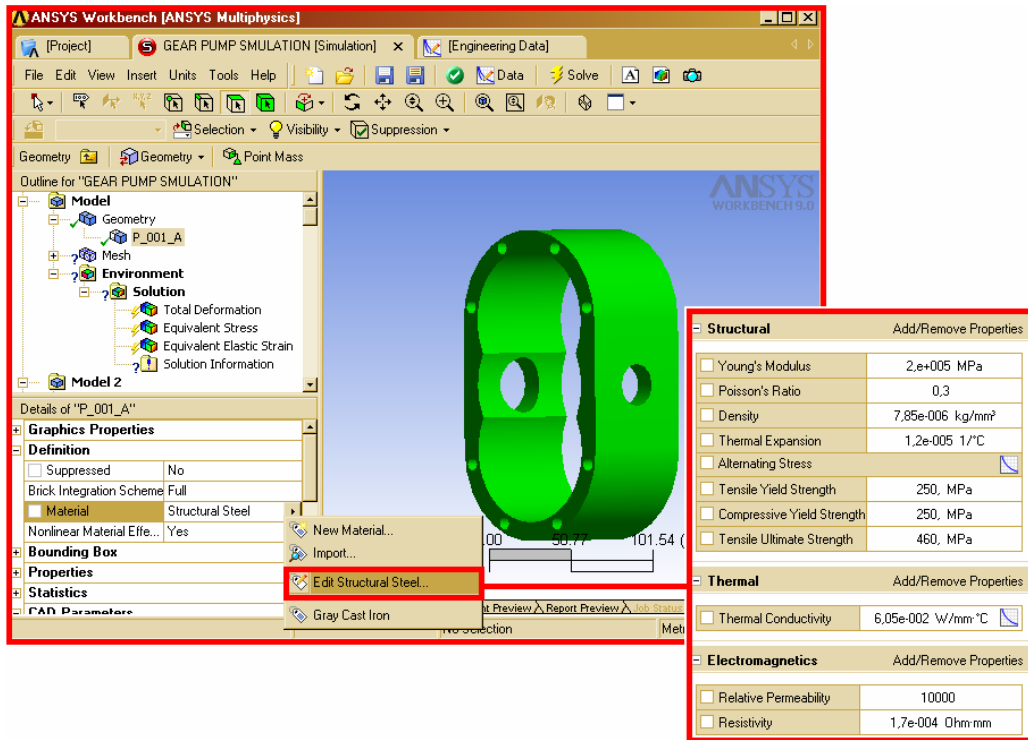 ANSYS Workbench [ANSYS Multiphysics]
[Project] GEAR PUMP SMULATION [Simulation] [Engineering Data]
File Edit View Insert Units Tools Help Data Solve A
Selection Visibility Suppression
Geometry Geometry Point Mass
Outline for "GEAR PUMP SMULATION"
Model
Geometry
P_001_A
Mesh
Environment
Solution
Total Deformation
Equivalent Stress
Equivalent Elastic Strain
Solution Information
Model 2
ANSYS
WORKBENCH 9.0
Details of "P_001_A"
Graphics Properties
Definition
Suppressed No
Brick Integration Scheme Full
Material Structural Steel
Nonlinear Material Effe... Yes
Bounding Box
Properties
Statistics
CAD Parameters
New Material...
Import...
Edit Structural Steel...
Gray Cast Iron
.00 50.77 101.54 (
nt Preview Report Preview Job Status
No Selection Metr
Structural Add/Remove Properties
Young's Modulus 2,e+005 MPa
Poisson's Ratio 0,3
Density 7,85e-006 kg/mm³
Thermal Expansion 1,2e-005 1/°C
Alternating Stress
Tensile Yield Strength 250, MPa
Compressive Yield Strength 250, MPa
Tensile Ultimate Strength 460, MPa
Thermal Add/Remove Properties
Thermal Conductivity 6,05e-002 W/mm·°C
Electromagnetics Add/Remove Properties
Relative Permeability 10000
Resistivity 1,7e-004 Ohm·mm